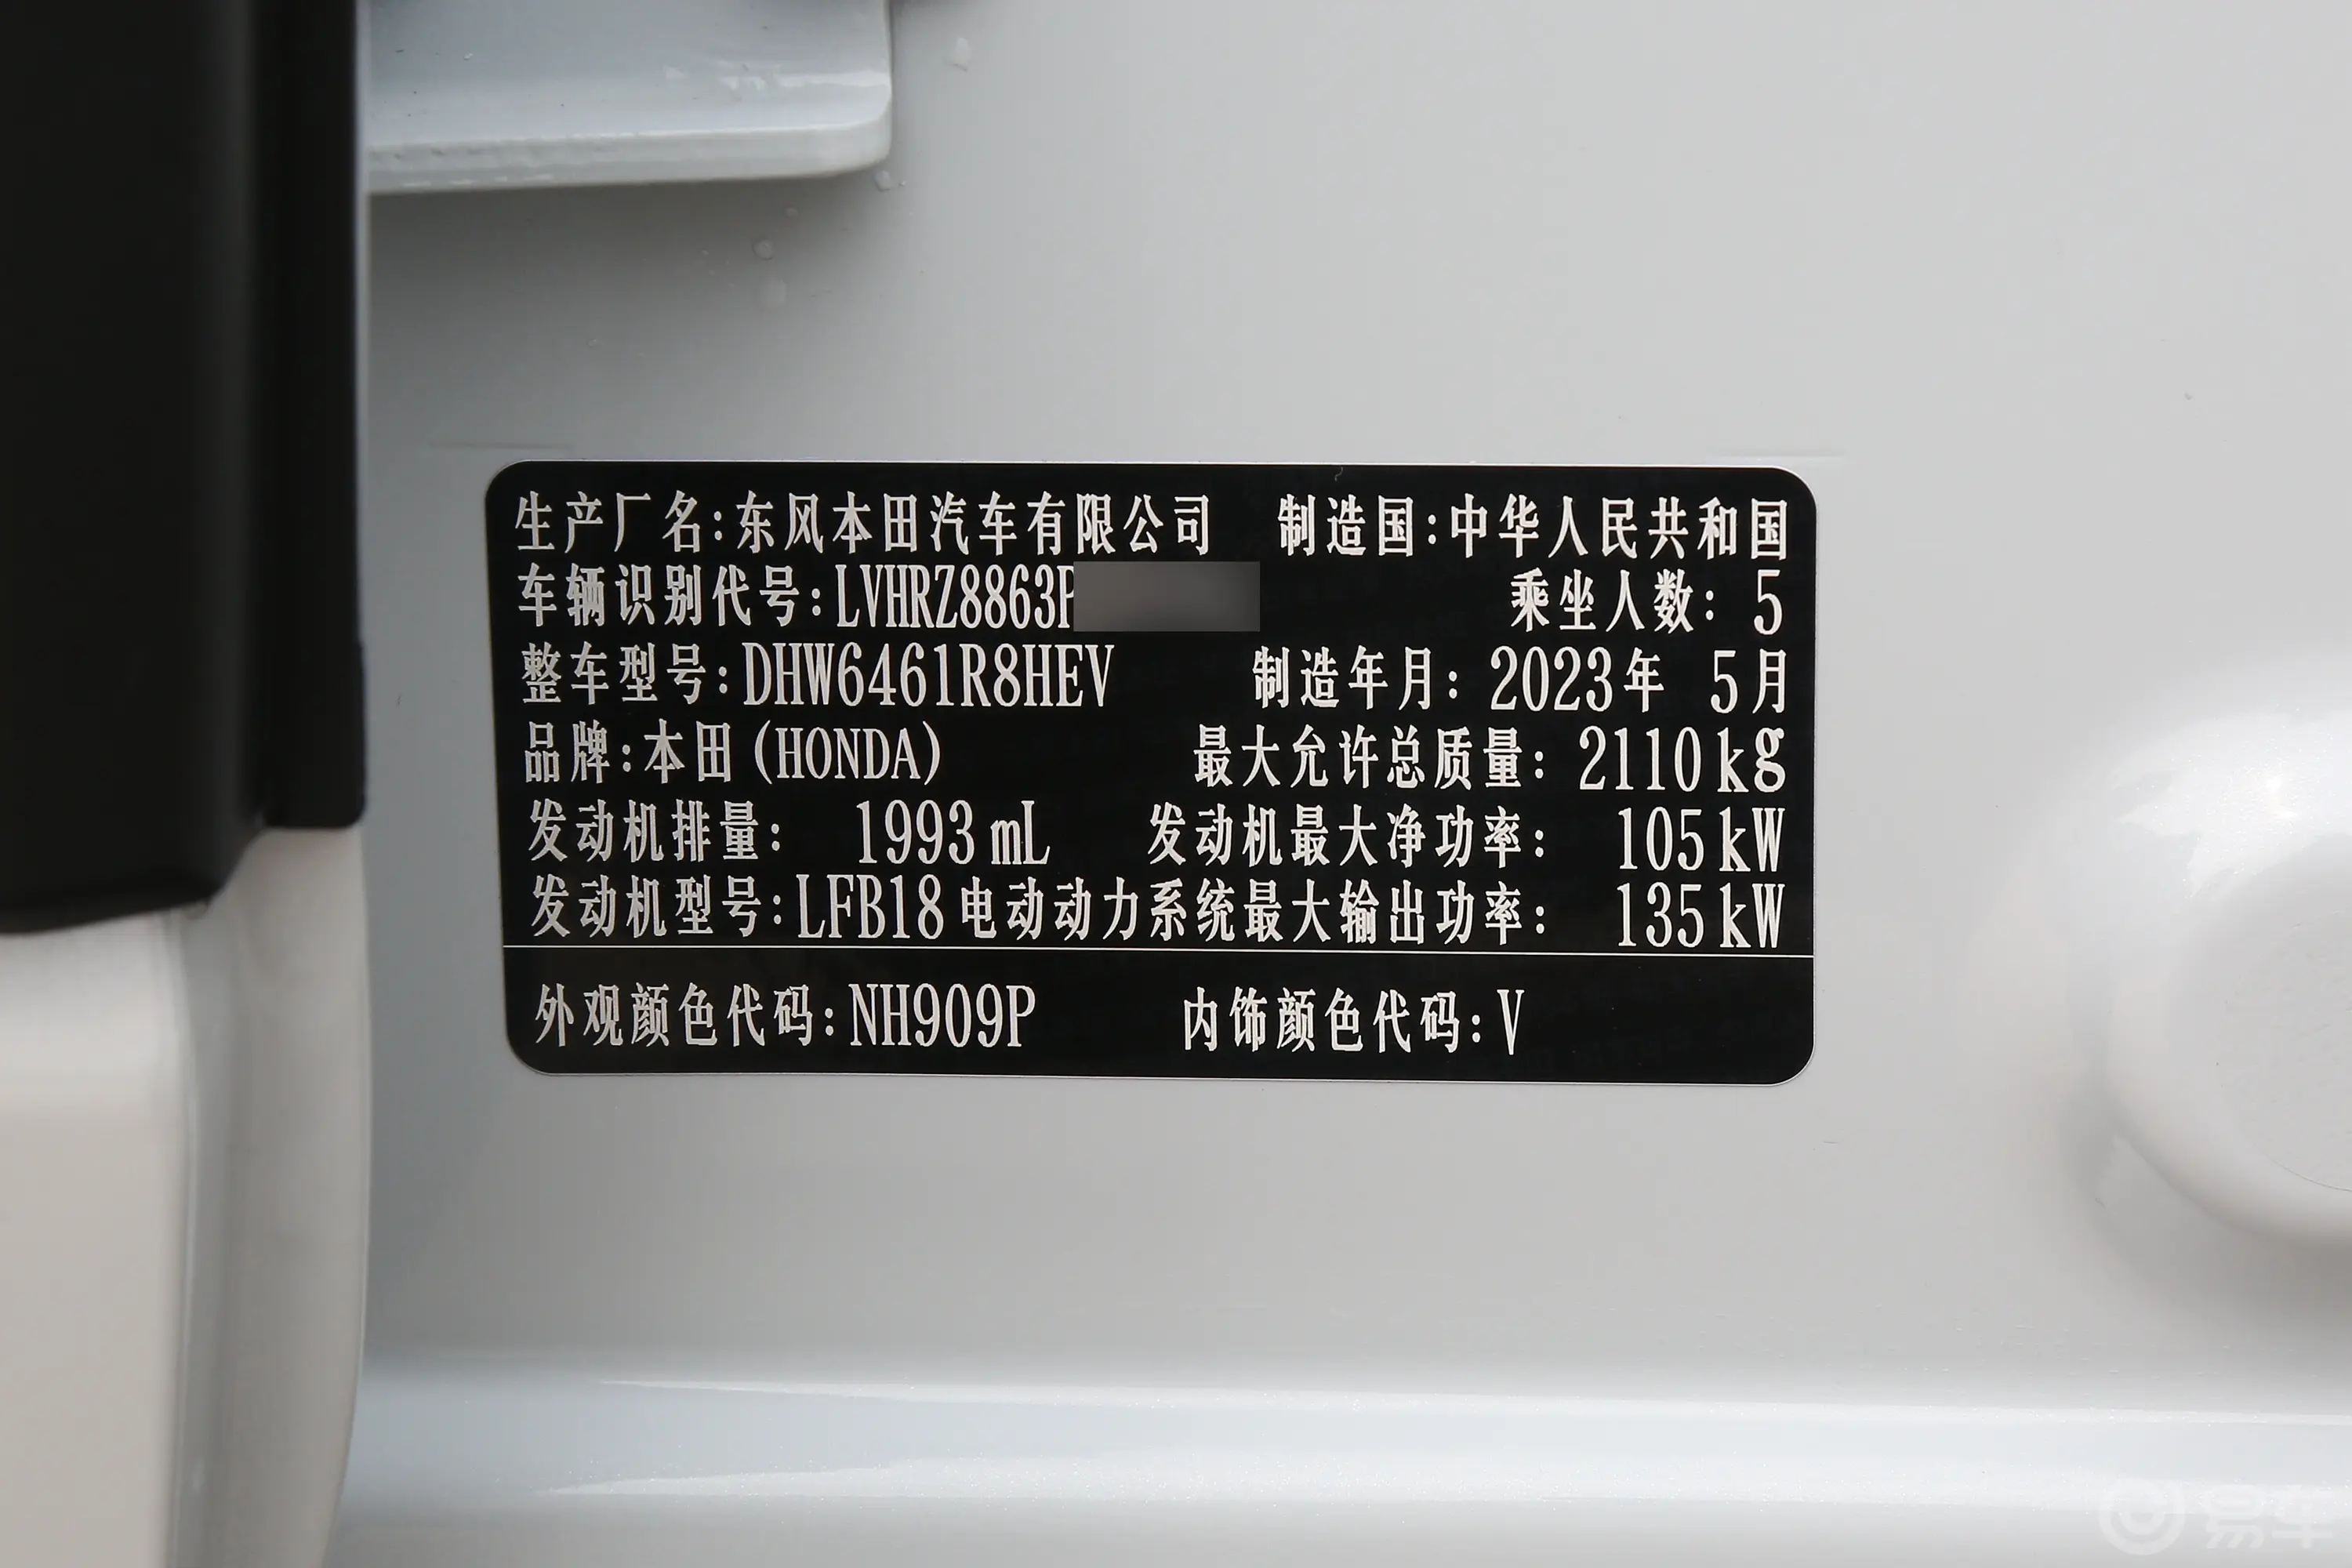 生产厂名:东风本田汽车有限公司 制造国:中华人民共和国
车辆识别代号:LVHRZ8863P 乘坐人数: 5
整车型号:DHW6461R8HEV 制造年月: 2023年 5月
品牌:本田(HONDA) 最大允许总质量: 2110kg
发动机排量: 1993mL 发动机最大净功率: 105kW
发动机型号:LFB18 电动动力系统最大输出功率: 135kW
外观颜色代码:NH909P 内饰颜色代码:V
易车